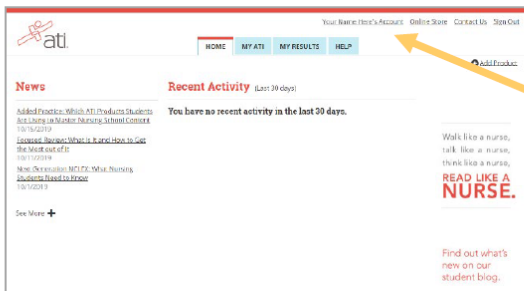 Your Name Here's Account Online Store Contact Us Sign Out
ati
HOME MY ATI MY RESULTS HELP
Add Product
News
Recent Activity (Last 30 days)
Added Practice: Which ATI Products Students
Are Using to Master Nursing School Content
10/15/2019
You have no recent activity in the last 30 days.
Focused Review: What Is It and How to Get
the Most out of it
10/11/2019
Next Generation NCLEX: What Nursing
Students Need to Know
10/1/2019
See More
Walk like a nurse,
talk like a nurse,
think like a nurse,
READ LIKE A
NURSE.
Find out what's
new on our
student blog.